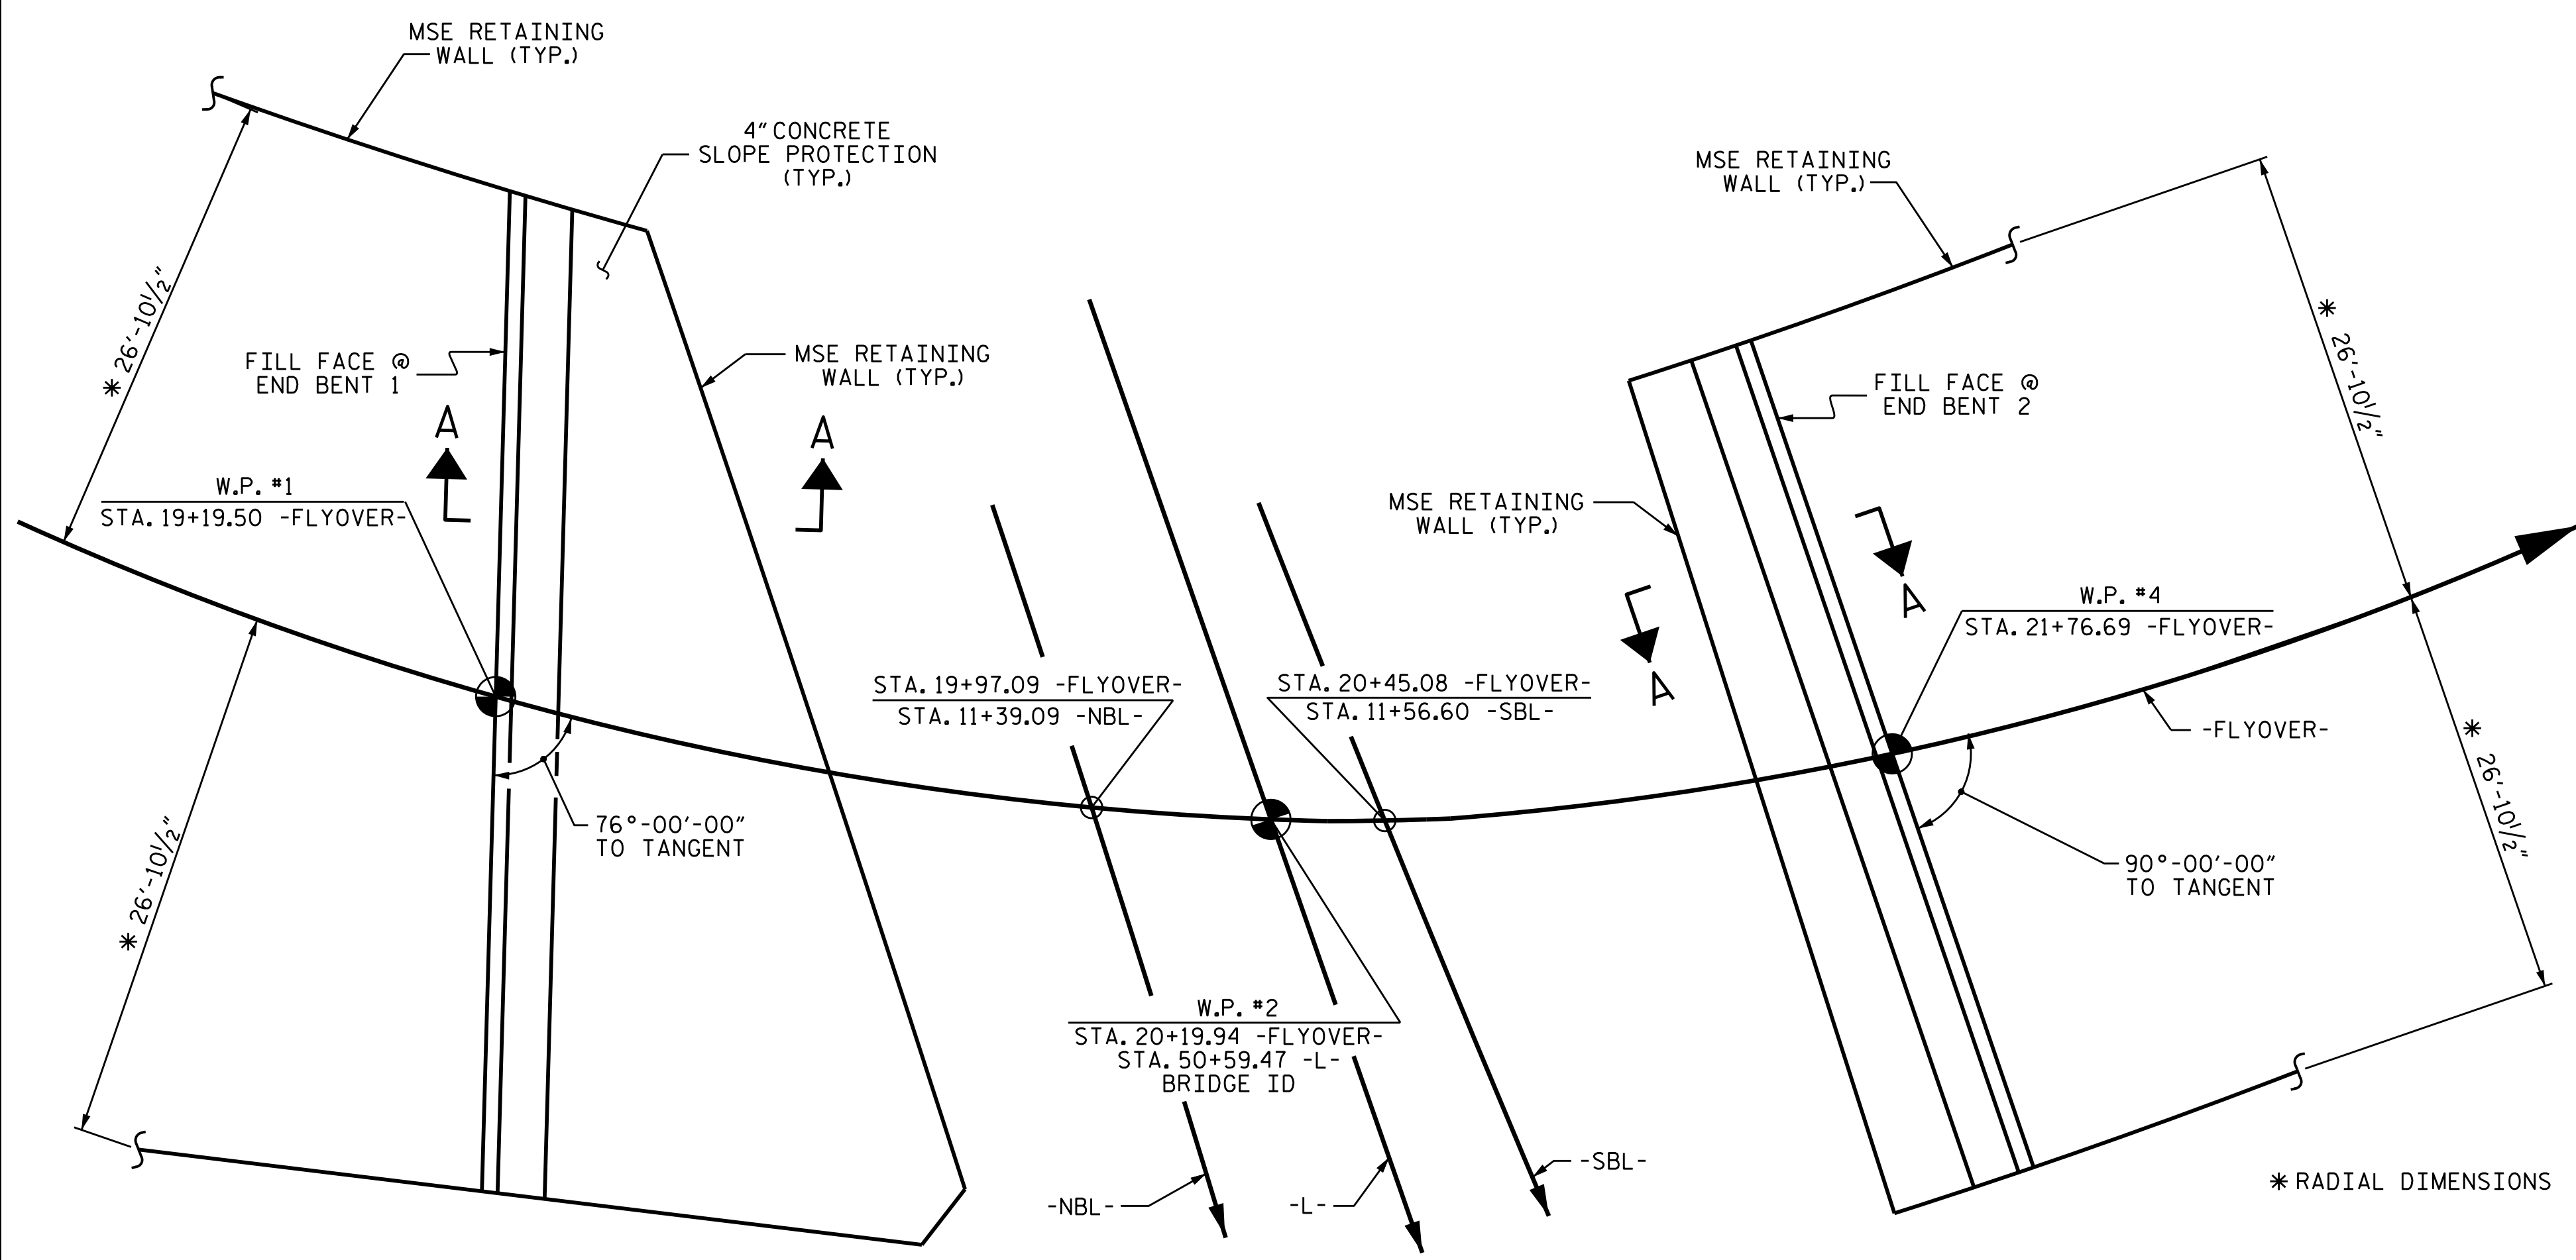 MSE RETAINING
WALL (TYP.)
4" CONCRETE
SLOPE PROTECTION
(TYP.)
MSE RETAINING
WALL (TYP.)
* 26'-10½"
FILL FACE @
END BENT 1
MSE RETAINING
WALL (TYP.)
FILL FACE @
END BENT 2
* 26'-10½"
A
A
W.P. #1
STA. 19+19.50 -FLYOVER-
MSE RETAINING
WALL (TYP.)
A
A
W.P. #4
STA. 21+76.69 -FLYOVER-
STA. 19+97.09 -FLYOVER-
STA. 11+39.09 -NBL-
STA. 20+45.08 -FLYOVER-
STA. 11+56.60 -SBL-
-FLYOVER-
* 26'-10½"
76°-00'-00"
TO TANGENT
90°-00'-00"
TO TANGENT
* 26'-10½"
W.P. #2
STA. 20+19.94 -FLYOVER-
STA. 50+59.47 -L-
BRIDGE ID
-SBL-
-NBL-
-L-
* RADIAL DIMENSIONS